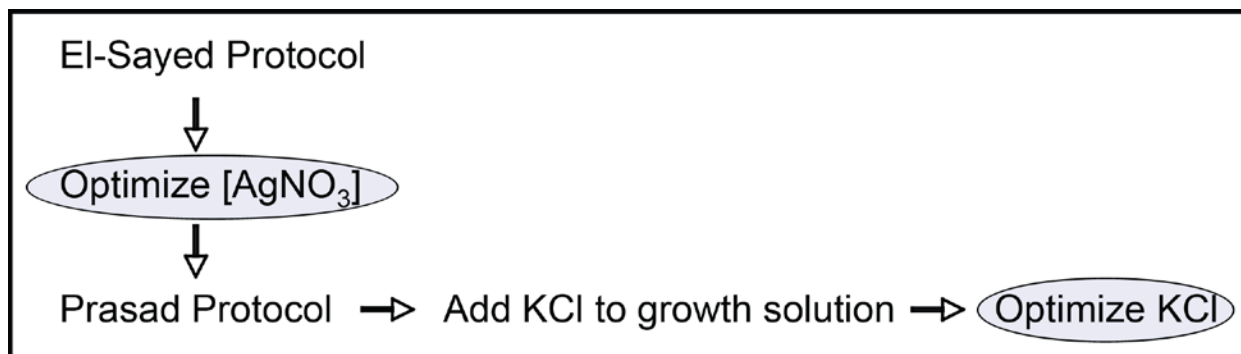 El-Sayed Protocol
Optimize [AgNO₃]
Prasad Protocol
Add KCl to growth solution
Optimize KCl